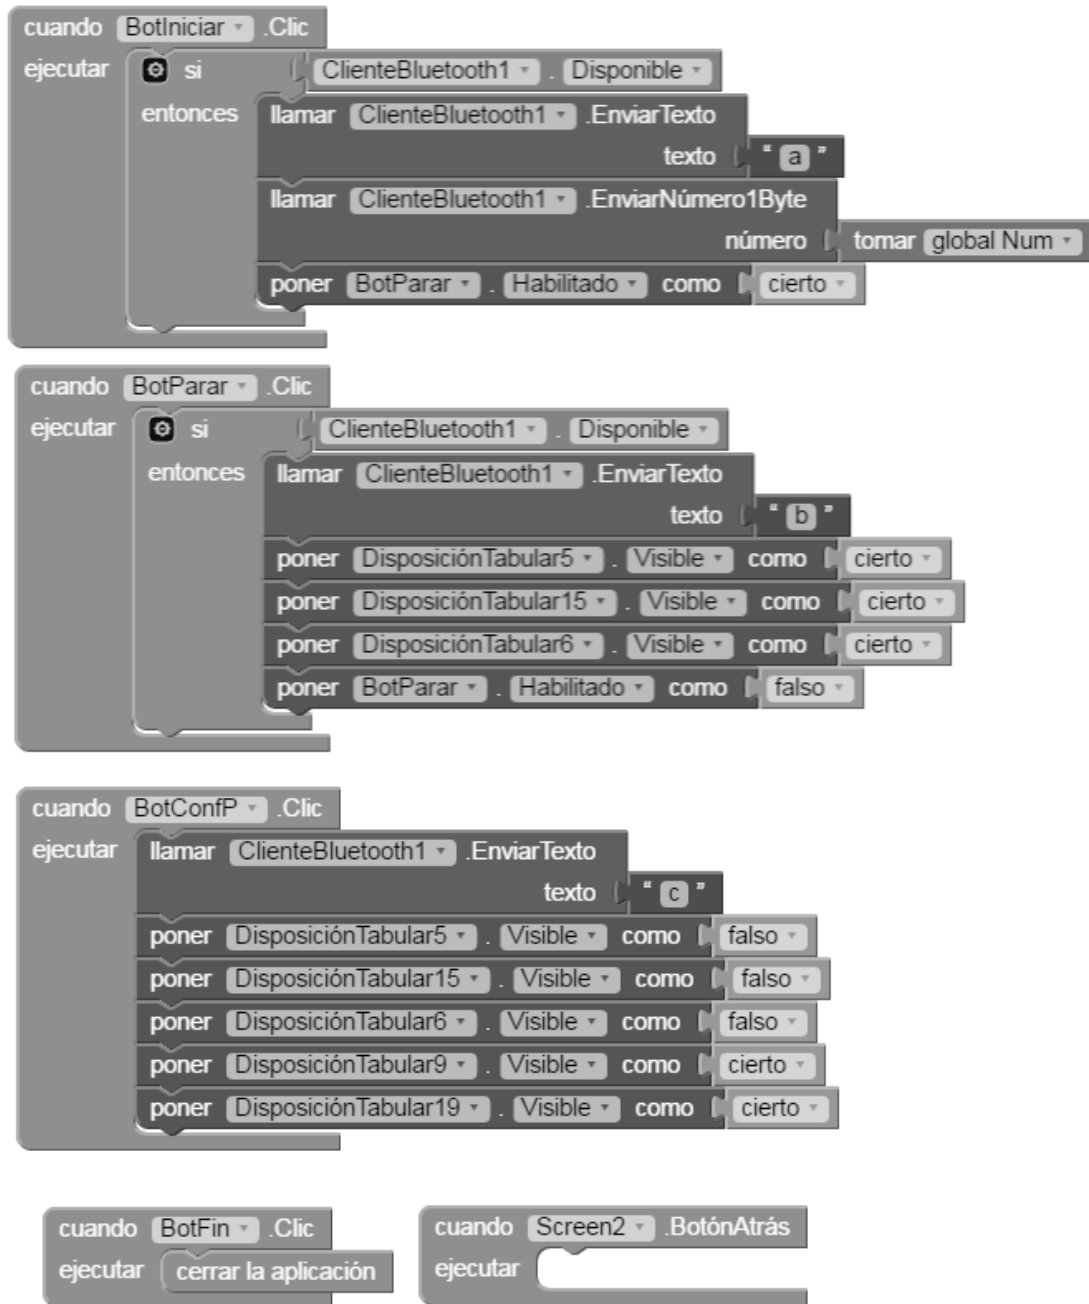 cuando BotIniciar .Clic
ejecutar si ClienteBluetooth1 . Disponible
entonces llamar ClienteBluetooth1 .EnviarTexto
texto " a "
llamar ClienteBluetooth1 .EnviarNúmero1Byte
número tomar global Num
poner BotParar . Habilitado como cierto
cuando BotParar .Clic
ejecutar si ClienteBluetooth1 . Disponible
entonces llamar ClienteBluetooth1 .EnviarTexto
texto " b "
poner DisposiciónTabular5 . Visible como cierto
poner DisposiciónTabular15 . Visible como cierto
poner DisposiciónTabular6 . Visible como cierto
poner BotParar . Habilitado como falso
cuando BotConfP .Clic
ejecutar llamar ClienteBluetooth1 .EnviarTexto
texto " c "
poner DisposiciónTabular5 . Visible como falso
poner DisposiciónTabular15 . Visible como falso
poner DisposiciónTabular6 . Visible como falso
poner DisposiciónTabular9 . Visible como cierto
poner DisposiciónTabular19 . Visible como cierto
cuando BotFin .Clic
ejecutar cerrar la aplicación
cuando Screen2 .BotónAtrás
ejecutar